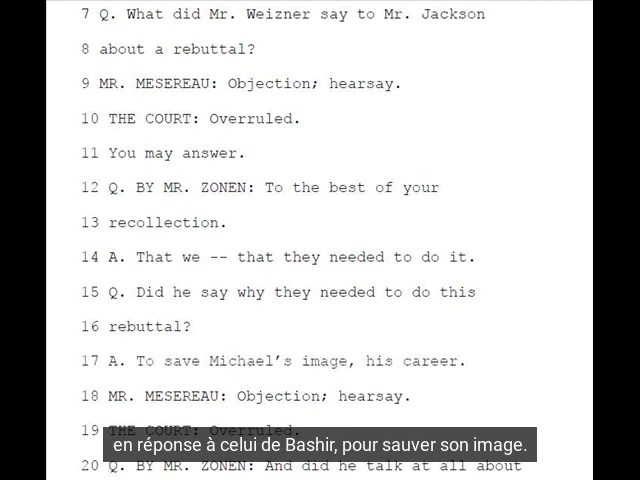 7 Q. What did Mr. Weizner say to Mr. Jackson
8 about a rebuttal?
9 MR. MESEREAU: Objection; hearsay.
10 THE COURT: Overruled.
11 You may answer.
12 Q. BY MR. ZONEN: To the best of your
13 recollection.
14 A. That we -- that they needed to do it.
15 Q. Did he say why they needed to do this
16 rebuttal?
17 A. To save Michael's image, his career.
18 MR. MESEREAU: Objection; hearsay.
19 THE COURT: Overruled.
en réponse à celui de Bashir, pour sauver son image.
20 Q. BY MR. ZONEN: And did he talk at all about